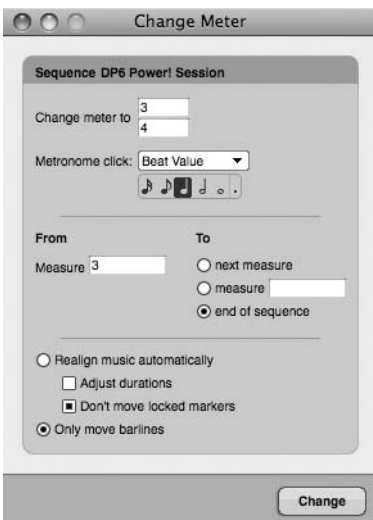 Change Meter
Sequence DP6 Power! Session
Change meter to 3
4
Metronome click: Beat Value
From To
Measure 3 next measure
measure
end of sequence
Realign music automatically
Adjust durations
Don't move locked markers
Only move barlines
Change